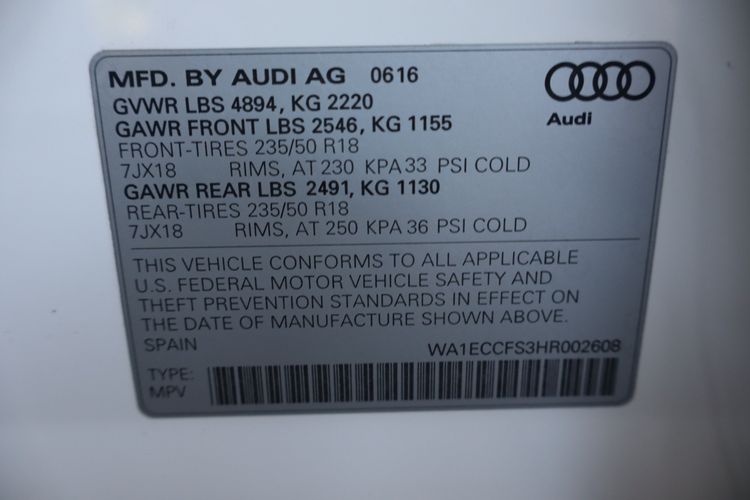 MFD. BY AUDI AG 0616
GVWR LBS 4894, KG 2220
GAWR FRONT LBS 2546, KG 1155
FRONT-TIRES 235/50 R18
7JX18 RIMS, AT 230 KPA 33 PSI COLD
GAWR REAR LBS 2491, KG 1130
REAR-TIRES 235/50 R18
7JX18 RIMS, AT 250 KPA 36 PSI COLD
Audi
THIS VEHICLE CONFORMS TO ALL APPLICABLE
U.S. FEDERAL MOTOR VEHICLE SAFETY AND
THEFT PREVENTION STANDARDS IN EFFECT ON
THE DATE OF MANUFACTURE SHOWN ABOVE.
SPAIN WA1ECCFS3HR002608
TYPE:
MPV